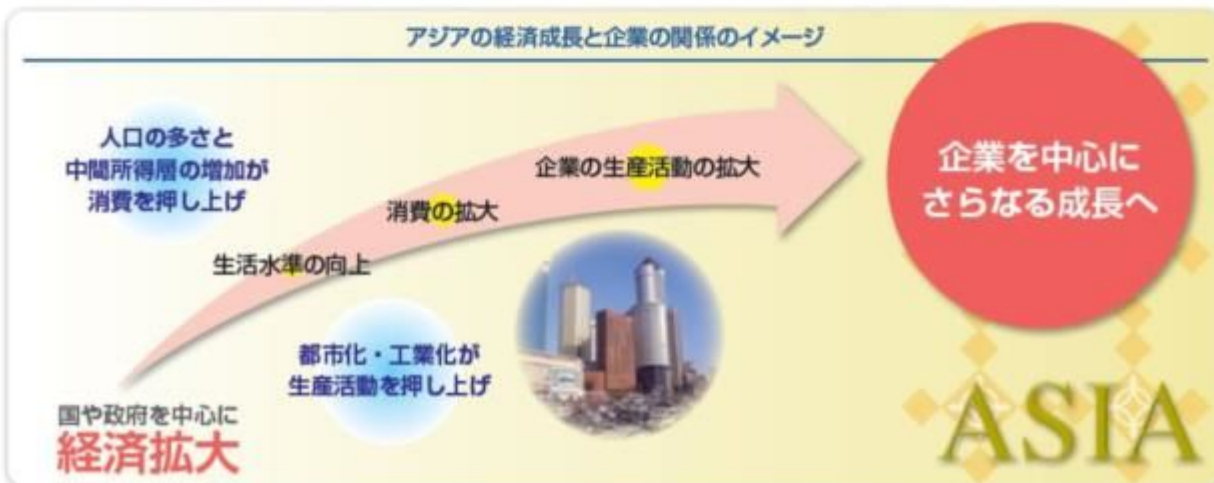 アジアの経済成長と企業の関係のイメージ
人口の多さと
中間所得層の増加が
消費を押し上げ
企業の生産活動の拡大
消費の拡大
生活水準の向上
都市化・工業化が
生産活動を押し上げ
国や政府を中心に
経済拡大
企業を中心に
さらなる成長へ
ASIA